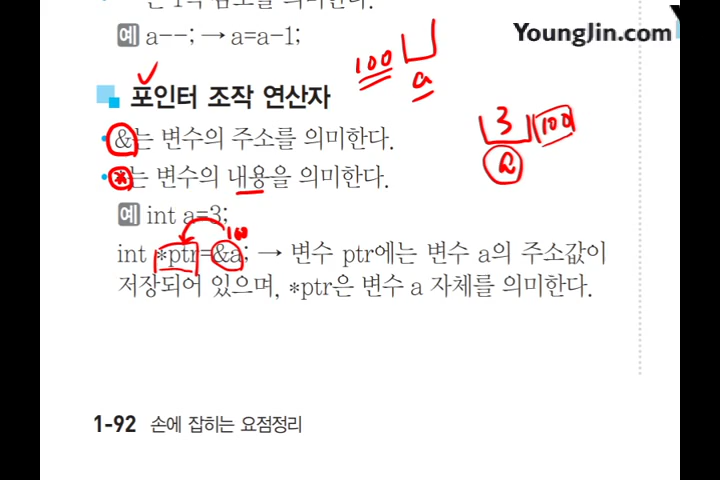 YoungJin.com
예 a--; → a=a-1;
100
a
포인터 조작 연산자
3 100
a
• &는 변수의 주소를 의미한다.
• *는 변수의 내용을 의미한다.
예 int a=3;
100
int *ptr=&a; → 변수 ptr에는 변수 a의 주소값이
저장되어 있으며, *ptr은 변수 a 자체를 의미한다.
1-92 손에 잡히는 요점정리